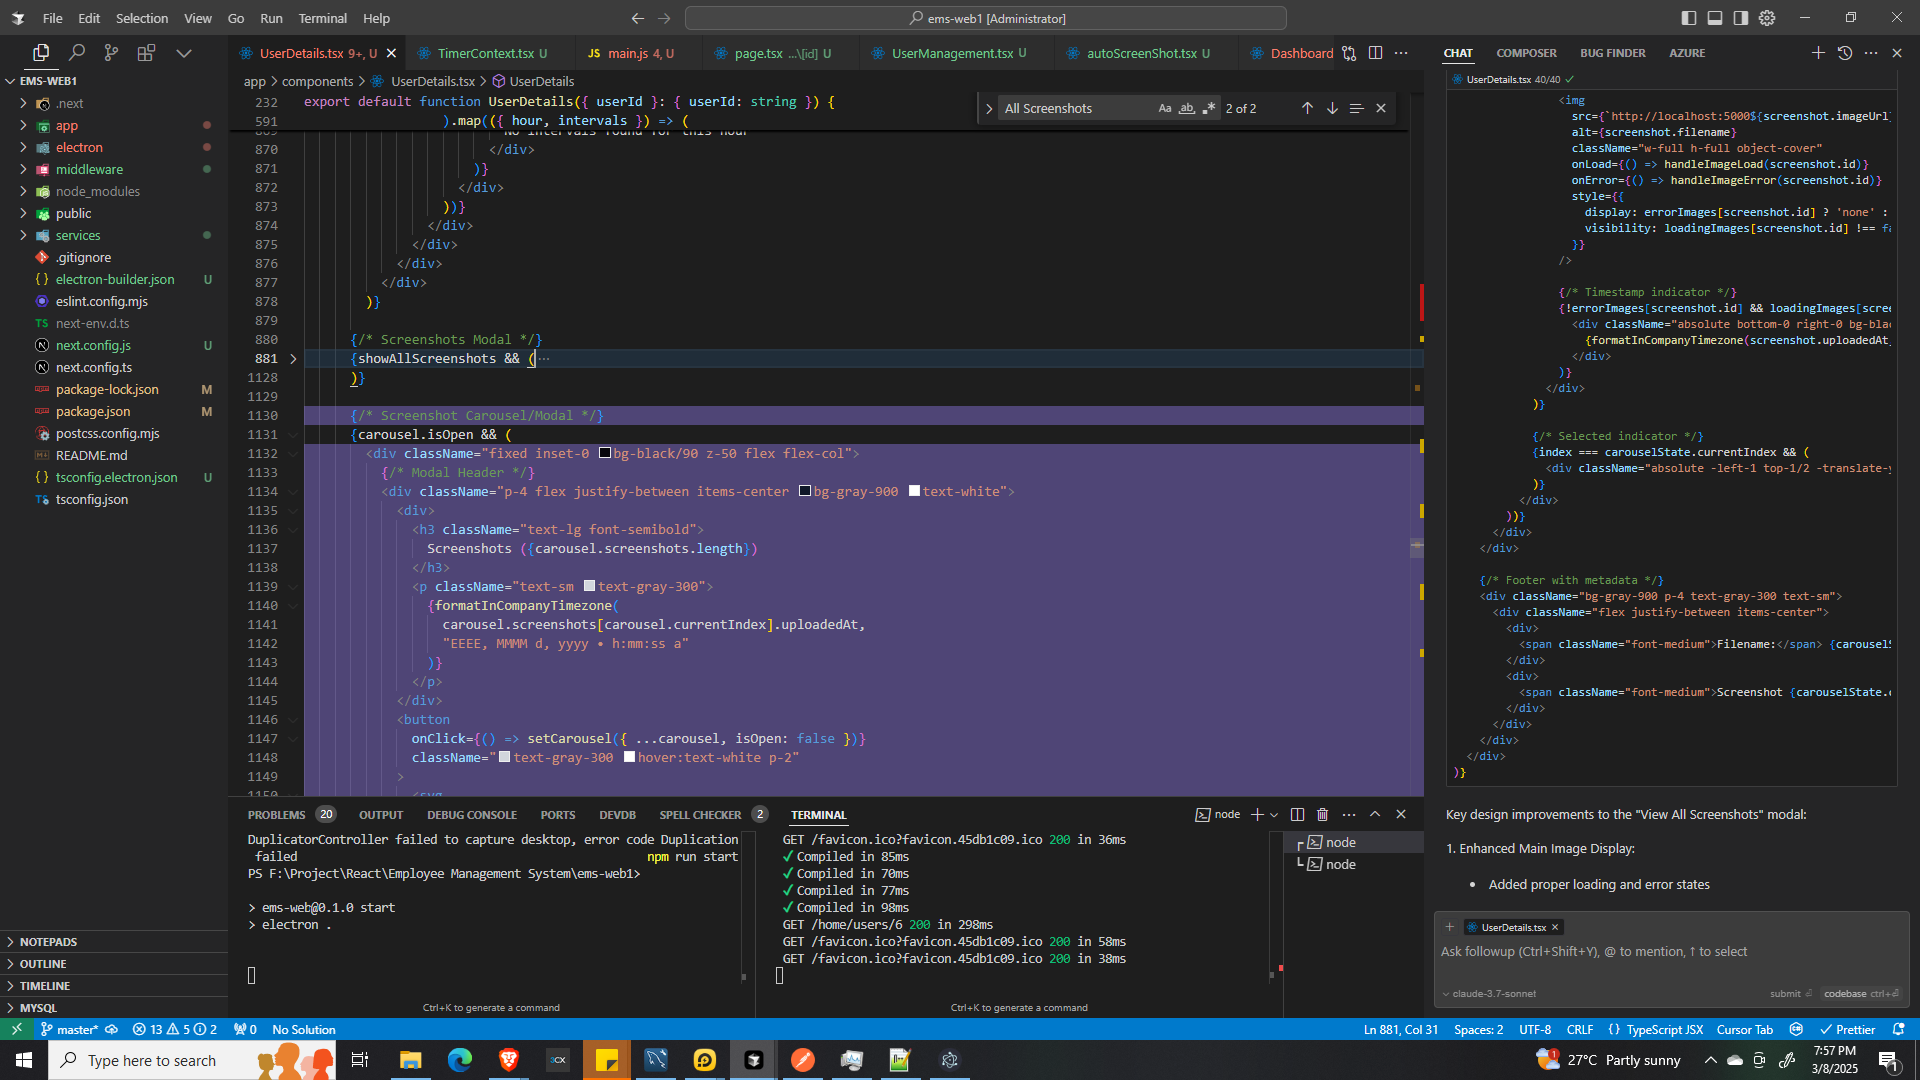 File Edit Selection View Go Run Terminal Help
ems-web1 [Administrator]
UserDetails.tsx 9+, U
TimerContext.tsx U
JS main.js 4, U
page.tsx ...\[id] U
UserManagement.tsx U
autoScreenShot.tsx U
Dashboard
CHAT COMPOSER BUG FINDER AZURE
EMS-WEB1
.next
app
electron
middleware
node_modules
public
services
.gitignore
{ } electron-builder.json U
eslint.config.mjs
TS next-env.d.ts
next.config.js U
next.config.ts
package-lock.json M
package.json M
postcss.config.mjs
README.md
{ } tsconfig.electron.json U
TS tsconfig.json
NOTEPADS
OUTLINE
TIMELINE
MYSQL
app > components > UserDetails.tsx > UserDetails
All Screenshots Aa ab 2 of 2
232 export default function UserDetails({ userId }: { userId: string }) {
591 ).map(({ hour, intervals }) => (
869 No intervals found for this hour
870 </div>
871 )}
872 </div>
873 ))}
874 </div>
875 </div>
876 </div>
877 </div>
878 )}
879
880 {/* Screenshots Modal */}
881 {showAllScreenshots && (···
1128 )}
1129
1130 {/* Screenshot Carousel/Modal */}
1131 {carousel.isOpen && (
1132 <div className="fixed inset-0 bg-black/90 z-50 flex flex-col">
1133 {/* Modal Header */}
1134 <div className="p-4 flex justify-between items-center bg-gray-900 text-white">
1135 <div>
1136 <h3 className="text-lg font-semibold">
1137 Screenshots ({carousel.screenshots.length})
1138 </h3>
1139 <p className="text-sm text-gray-300">
1140 {formatInCompanyTimezone(
1141 carousel.screenshots[carousel.currentIndex].uploadedAt,
1142 "EEEE, MMMM d, yyyy • h:mm:ss a"
1143 )}
1144 </p>
1145 </div>
1146 <button
1147 onClick={() => setCarousel({ ...carousel, isOpen: false })}
1148 className="text-gray-300 hover:text-white p-2"
1149 >
1150 <svg
PROBLEMS 20 OUTPUT DEBUG CONSOLE PORTS DEVDB SPELL CHECKER 2 TERMINAL
node
DuplicatorController failed to capture desktop, error code Duplication
failed npm run start
PS F:\Project\React\Employee Management System\ems-web1>
> ems-web@0.1.0 start
> electron .
Ctrl+K to generate a command
GET /favicon.ico?favicon.45db1c09.ico 200 in 36ms
✓ Compiled in 85ms
✓ Compiled in 70ms
✓ Compiled in 77ms
✓ Compiled in 98ms
GET /home/users/6 200 in 298ms
GET /favicon.ico?favicon.45db1c09.ico 200 in 58ms
GET /favicon.ico?favicon.45db1c09.ico 200 in 38ms
Ctrl+K to generate a command
node
node
UserDetails.tsx 40/40 ✓
<img
src={`http://localhost:5000${screenshot.imageUrl}
alt={screenshot.filename}
className="w-full h-full object-cover"
onLoad={() => handleImageLoad(screenshot.id)}
onError={() => handleImageError(screenshot.id)}
style={{
display: errorImages[screenshot.id] ? 'none' :
visibility: loadingImages[screenshot.id] !== fa
}}
/>
{/* Timestamp indicator */}
{!errorImages[screenshot.id] && loadingImages[scree
<div className="absolute bottom-0 right-0 bg-blac
{formatInCompanyTimezone(screenshot.uploadedAt,
</div>
)}
</div>
)}
{/* Selected indicator */}
{index === carouselState.currentIndex && (
<div className="absolute -left-1 top-1/2 -translate-y
)}
</div>
))}
</div>
</div>
{/* Footer with metadata */}
<div className="bg-gray-900 p-4 text-gray-300 text-sm">
<div className="flex justify-between items-center">
<div>
<span className="font-medium">Filename:</span> {carouselS
</div>
<div>
<span className="font-medium">Screenshot {carouselState.c
</div>
</div>
</div>
</div>
)}
Key design improvements to the "View All Screenshots" modal:
1. Enhanced Main Image Display:
• Added proper loading and error states
UserDetails.tsx
Ask followup (Ctrl+Shift+Y), @ to mention, ↑ to select
claude-3.7-sonnet submit codebase ctrl+⏎
master* 13 5 2 0 No Solution
Ln 881, Col 31 Spaces: 2 UTF-8 CRLF { } TypeScript JSX Cursor Tab Prettier
Type here to search
27°C Partly sunny
7:57 PM
3/8/2025
1